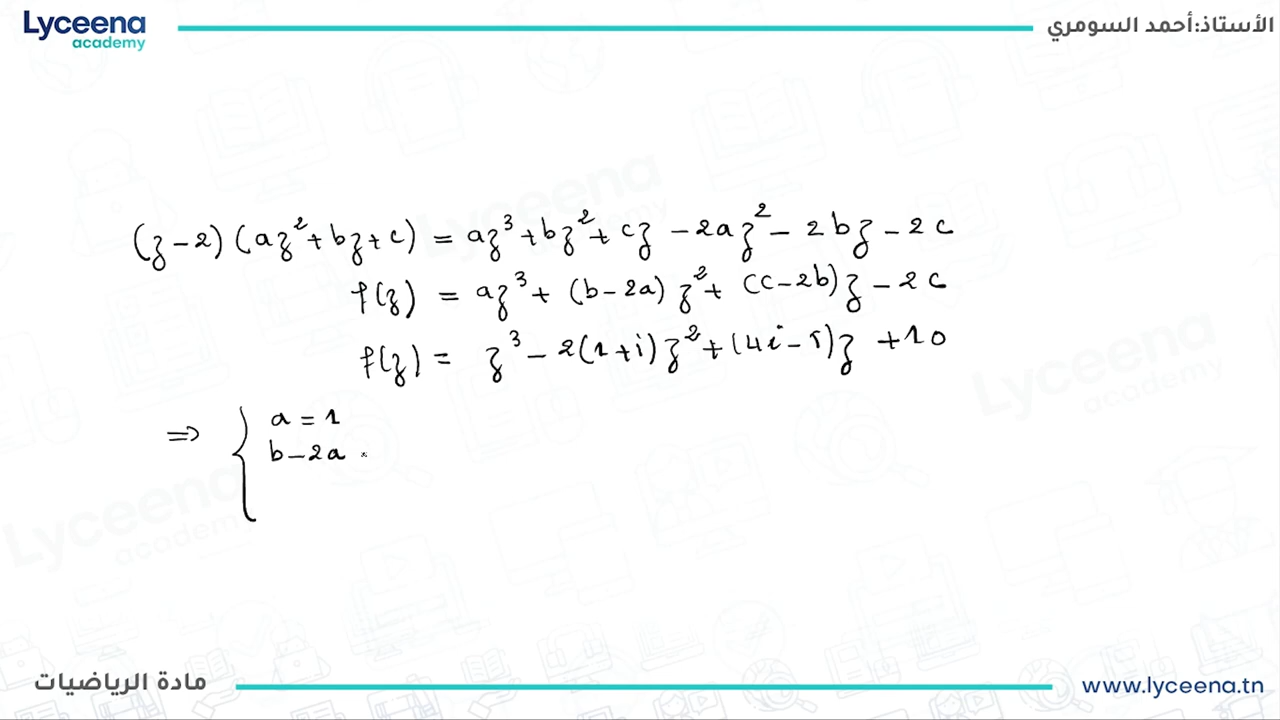 Lyceena
academy
الأستاذ:أحمد السومري
(z-2)(az²+bz+c) = az³+bz²+cz-2az²-2bz-2c
f(z) = az³+(b-2a)z²+(c-2b)z-2c
f(z) = z³-2(1+i)z²+(4i-5)z+10
⇒ { a = 1
b-2a
مادة الرياضيات
www.lyceena.tn